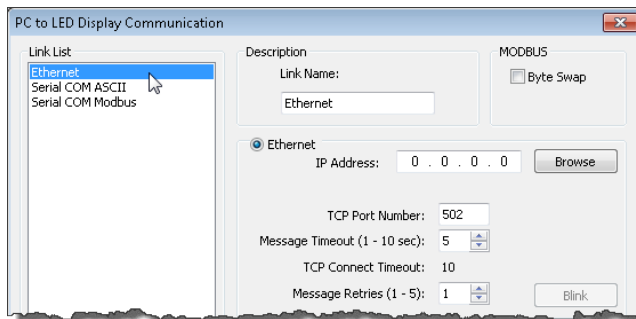 PC to LED Display Communication
Link List
Ethernet
Serial COM ASCII
Serial COM Modbus
Description
Link Name:
Ethernet
MODBUS
Byte Swap
Ethernet
IP Address: 0 . 0 . 0 . 0 Browse
TCP Port Number: 502
Message Timeout (1 - 10 sec): 5
TCP Connect Timeout: 10
Message Retries (1 - 5): 1 Blink